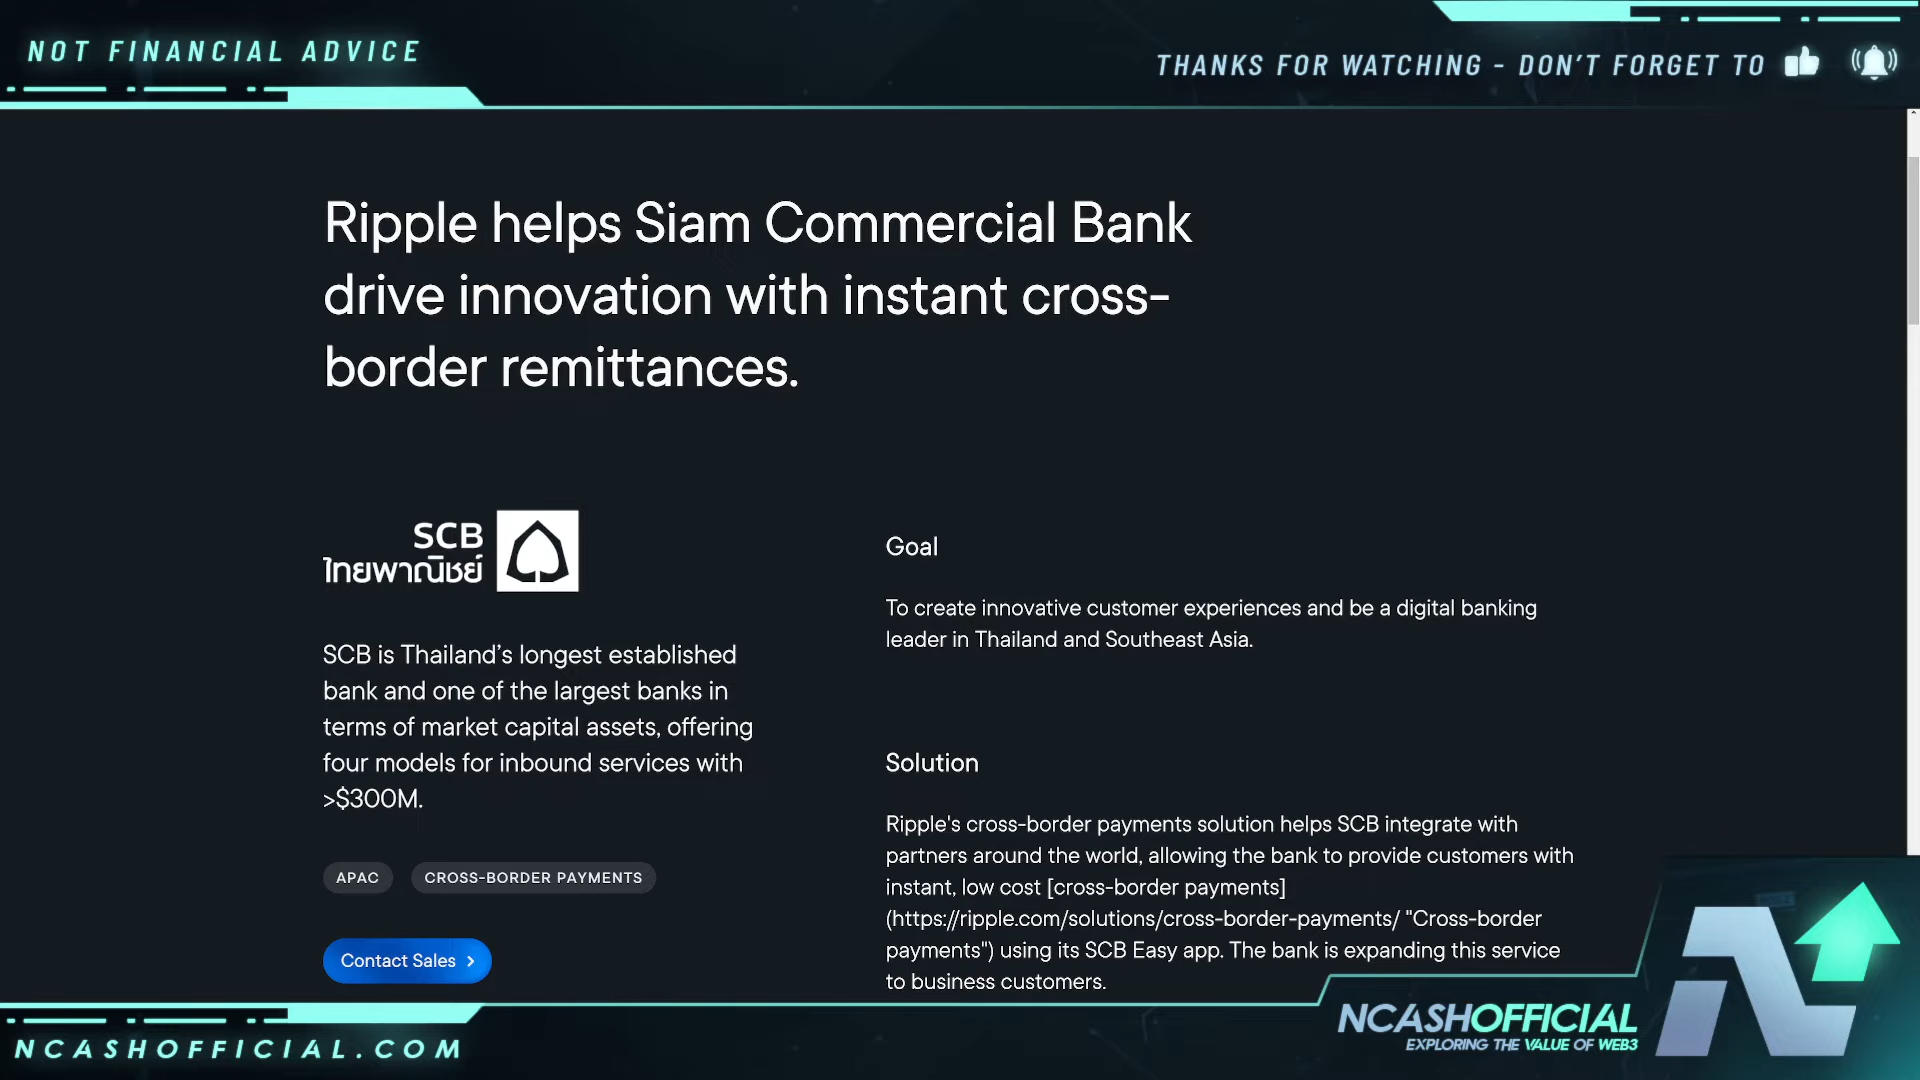 NOT FINANCIAL ADVICE
THANKS FOR WATCHING - DON'T FORGET TO
Ripple helps Siam Commercial Bank
drive innovation with instant cross-
border remittances.
SCB
ไทยพาณิชย์
SCB is Thailand's longest established
bank and one of the largest banks in
terms of market capital assets, offering
four models for inbound services with
>$300M.
APAC
CROSS-BORDER PAYMENTS
Contact Sales
Goal
To create innovative customer experiences and be a digital banking
leader in Thailand and Southeast Asia.
Solution
Ripple's cross-border payments solution helps SCB integrate with
partners around the world, allowing the bank to provide customers with
instant, low cost [cross-border payments]
(https://ripple.com/solutions/cross-border-payments/ "Cross-border
payments") using its SCB Easy app. The bank is expanding this service
to business customers.
NCASHOFFICIAL.COM
NCASHOFFICIAL
EXPLORING THE VALUE OF WEB3